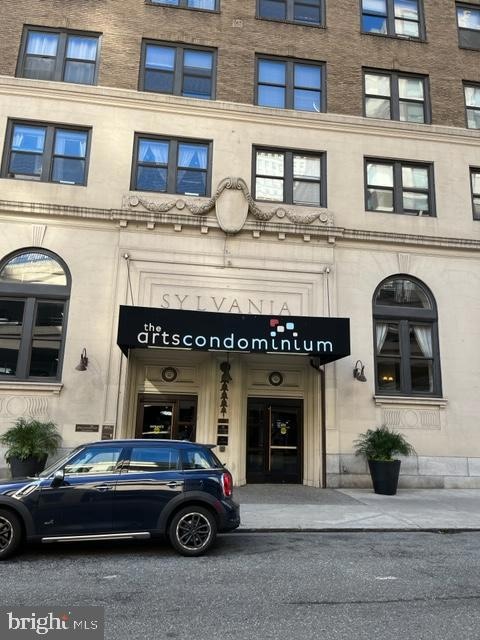 SYLVANIA
the
artscondominium
bright MLS